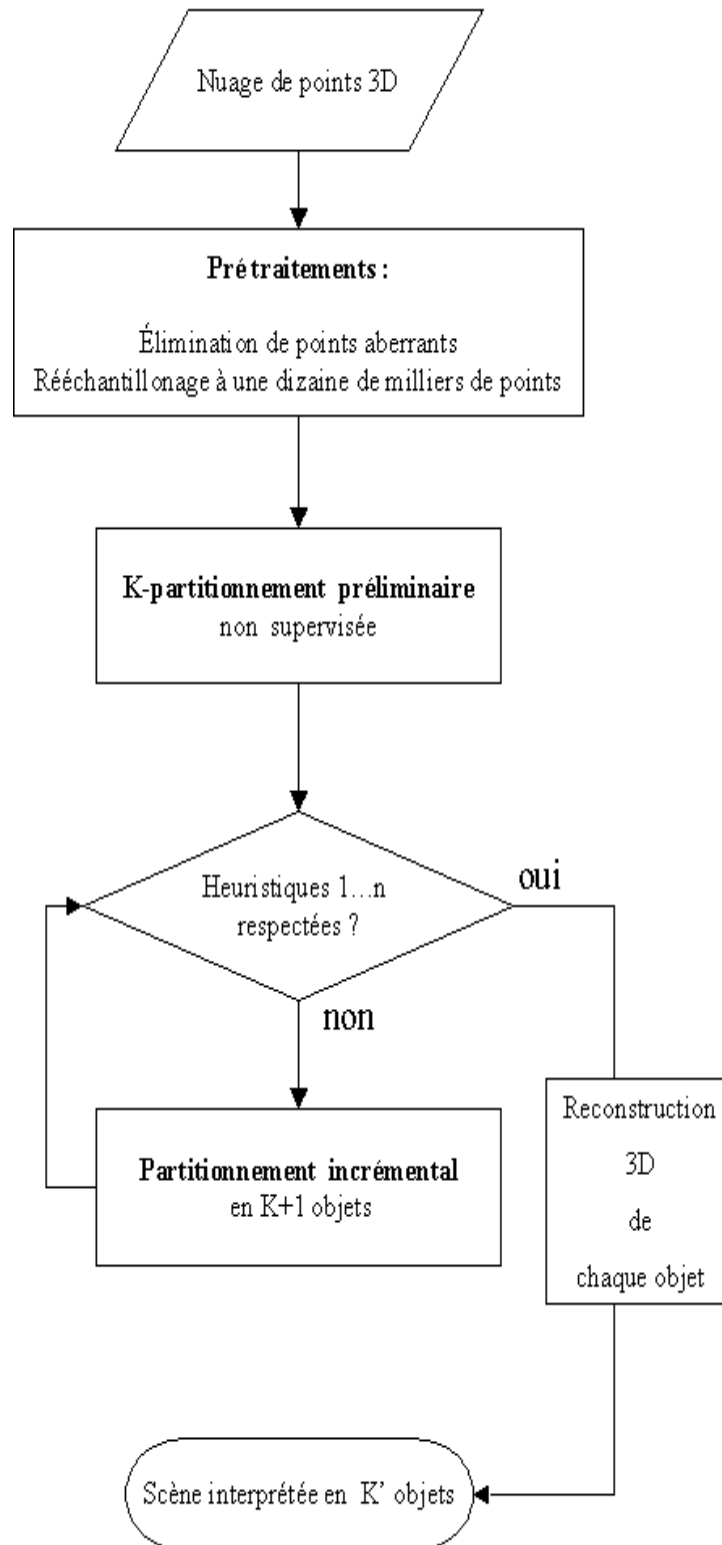 Nuage de points 3D
Prétraitements :
Élimination de points aberrants
Rééchantillonage à une dizaine de milliers de points
K-partitionnement préliminaire
non supervisée
Heuristiques 1...n
respectées ?
oui
non
Partitionnement incrémental
en K+1 objets
Reconstruction
3D
de
chaque objet
Scène interprétée en K' objets